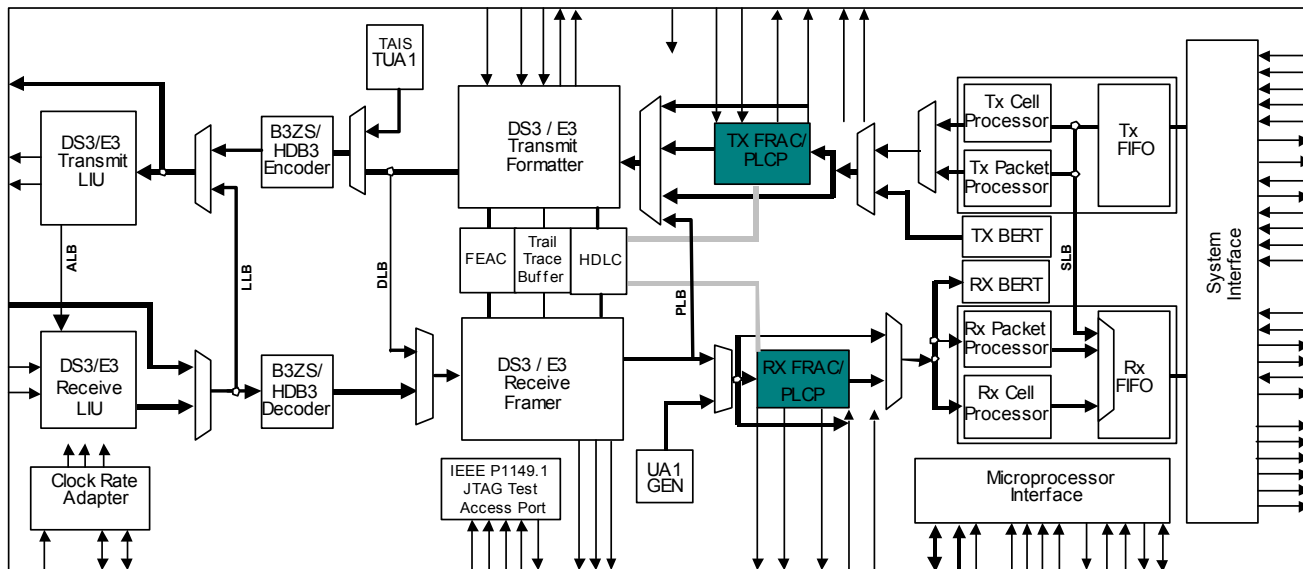 TAIS
TUA1
DS3/E3
Transmit
LIU
B3ZS/
HDB3
Encoder
DS3 / E3
Transmit
Formatter
TX FRAC/
PLCP
Tx Cell
Processor
Tx Packet
Processor
Tx
FIFO
System
Interface
ALB
LLB
DLB
FEAC
Trail
Trace
Buffer
HDLC
PLB
TX BERT
RX BERT
SLB
DS3/E3
Receive
LIU
B3ZS/
HDB3
Decoder
DS3 / E3
Receive
Framer
RX FRAC/
PLCP
Rx Packet
Processor
Rx Cell
Processor
Rx
FIFO
Clock Rate
Adapter
IEEE P1149.1
JTAG Test
Access Port
UA1
GEN
Microprocessor
Interface